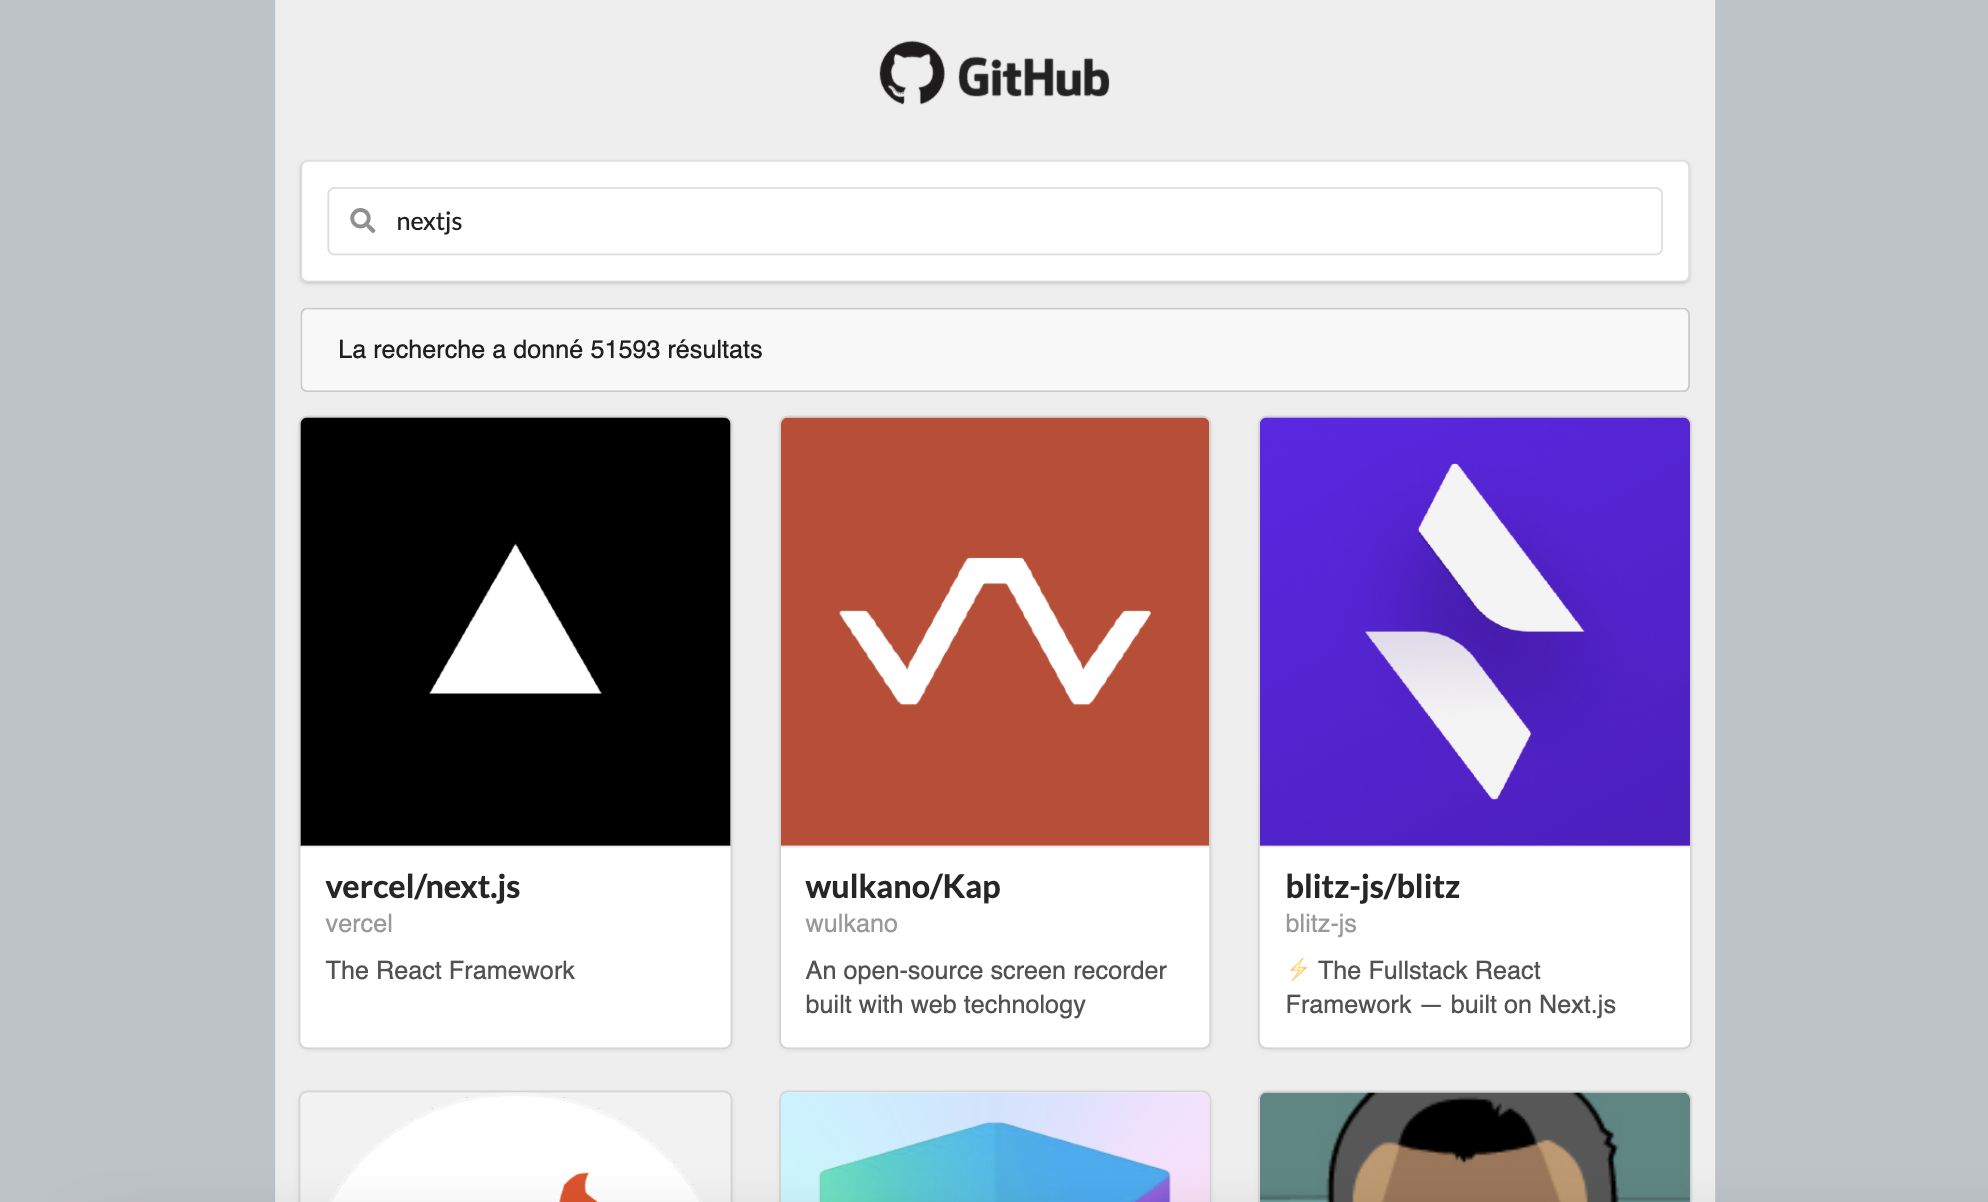 GitHub
nextjs
La recherche a donné 51593 résultats
vercel/next.js
vercel
The React Framework
wulkano/Kap
wulkano
An open-source screen recorder
built with web technology
blitz-js/blitz
blitz-js
⚡ The Fullstack React
Framework — built on Next.js